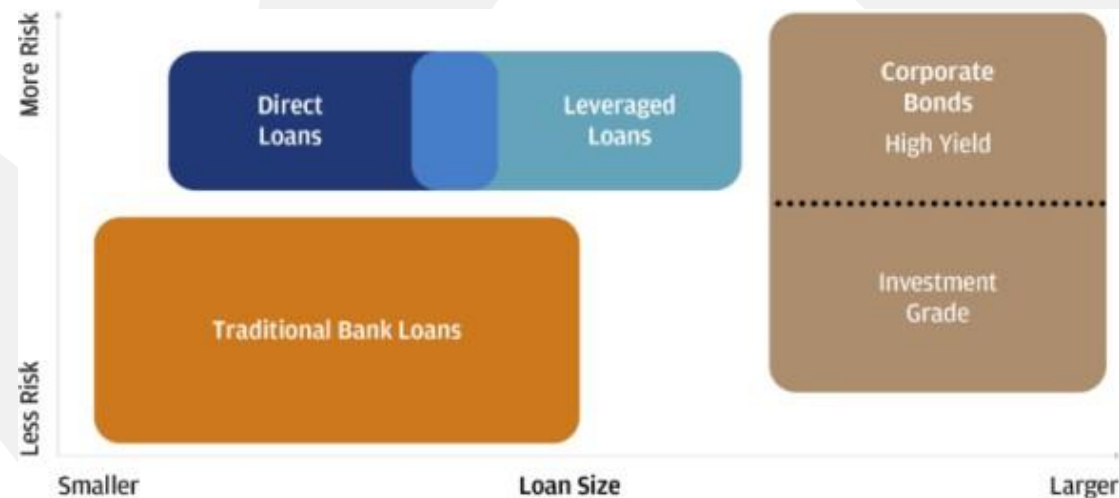 More Risk
Direct
Loans
Leveraged
Loans
Corporate
Bonds
High Yield
Traditional Bank Loans
Investment
Grade
Less Risk
Smaller
Loan Size
Larger